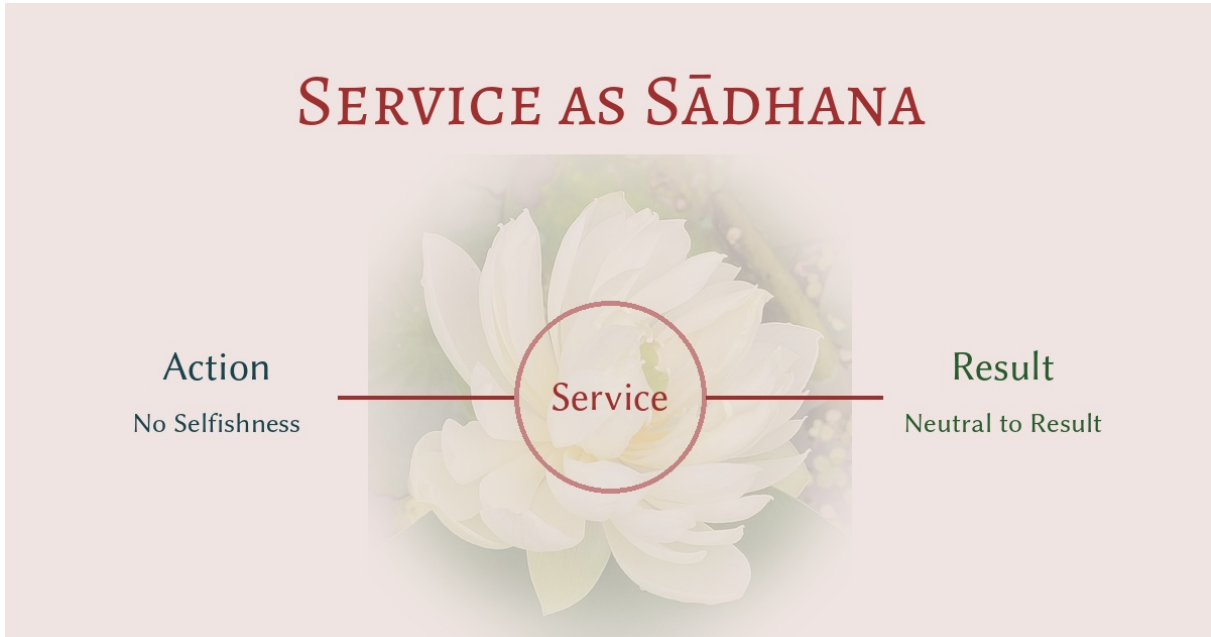 Service as Sādhana
Action
No Selfishness
Service
Result
Neutral to Result